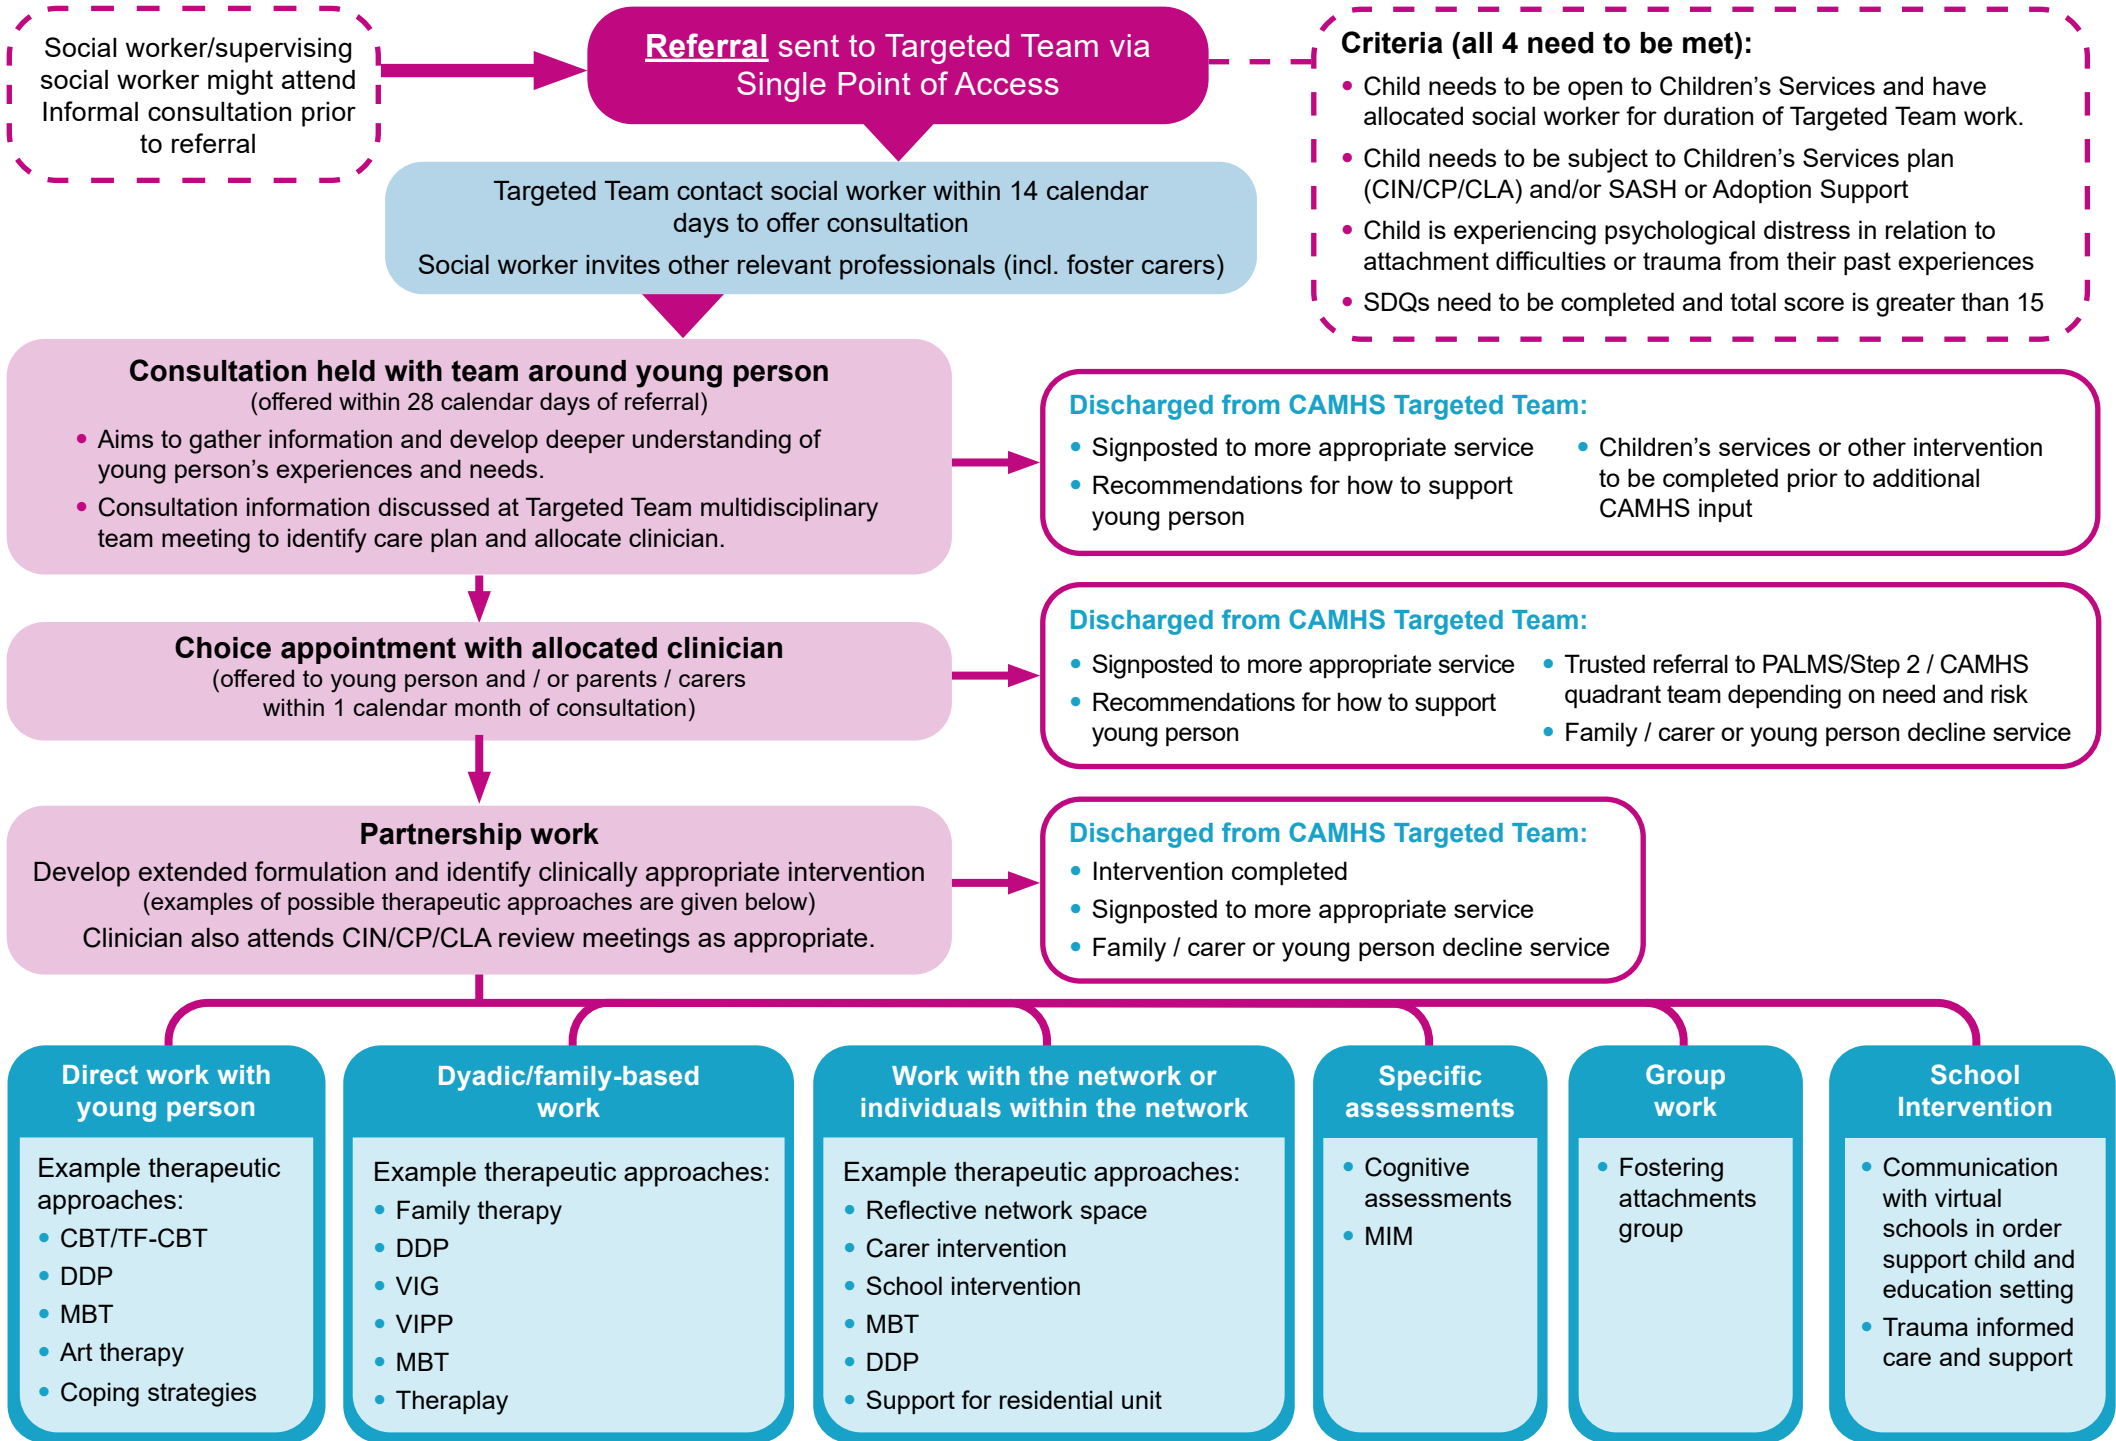 Social worker/supervising
social worker might attend
Informal consultation prior
to referral
Referral sent to Targeted Team via
Single Point of Access
Criteria (all 4 need to be met):
• Child needs to be open to Children’s Services and have
allocated social worker for duration of Targeted Team work.
• Child needs to be subject to Children’s Services plan
(CIN/CP/CLA) and/or SASH or Adoption Support
• Child is experiencing psychological distress in relation to
attachment difficulties or trauma from their past experiences
• SDQs need to be completed and total score is greater than 15
Targeted Team contact social worker within 14 calendar
days to offer consultation
Social worker invites other relevant professionals (incl. foster carers)
Consultation held with team around young person
(offered within 28 calendar days of referral)
• Aims to gather information and develop deeper understanding of
young person’s experiences and needs.
• Consultation information discussed at Targeted Team multidisciplinary
team meeting to identify care plan and allocate clinician.
Discharged from CAMHS Targeted Team:
• Signposted to more appropriate service
• Recommendations for how to support
young person
• Children’s services or other intervention
to be completed prior to additional
CAMHS input
Choice appointment with allocated clinician
(offered to young person and / or parents / carers
within 1 calendar month of consultation)
Discharged from CAMHS Targeted Team:
• Signposted to more appropriate service
• Recommendations for how to support
young person
• Trusted referral to PALMS/Step 2 / CAMHS
quadrant team depending on need and risk
• Family / carer or young person decline service
Partnership work
Develop extended formulation and identify clinically appropriate intervention
(examples of possible therapeutic approaches are given below)
Clinician also attends CIN/CP/CLA review meetings as appropriate.
Discharged from CAMHS Targeted Team:
• Intervention completed
• Signposted to more appropriate service
• Family / carer or young person decline service
Direct work with
young person
Example therapeutic
approaches:
• CBT/TF-CBT
• DDP
• MBT
• Art therapy
• Coping strategies
Dyadic/family-based
work
Example therapeutic approaches:
• Family therapy
• DDP
• VIG
• VIPP
• MBT
• Theraplay
Work with the network or
individuals within the network
Example therapeutic approaches:
• Reflective network space
• Carer intervention
• School intervention
• MBT
• DDP
• Support for residential unit
Specific
assessments
• Cognitive
assessments
• MIM
Group
work
• Fostering
attachments
group
School
Intervention
• Communication
with virtual
schools in order
support child and
education setting
• Trauma informed
care and support